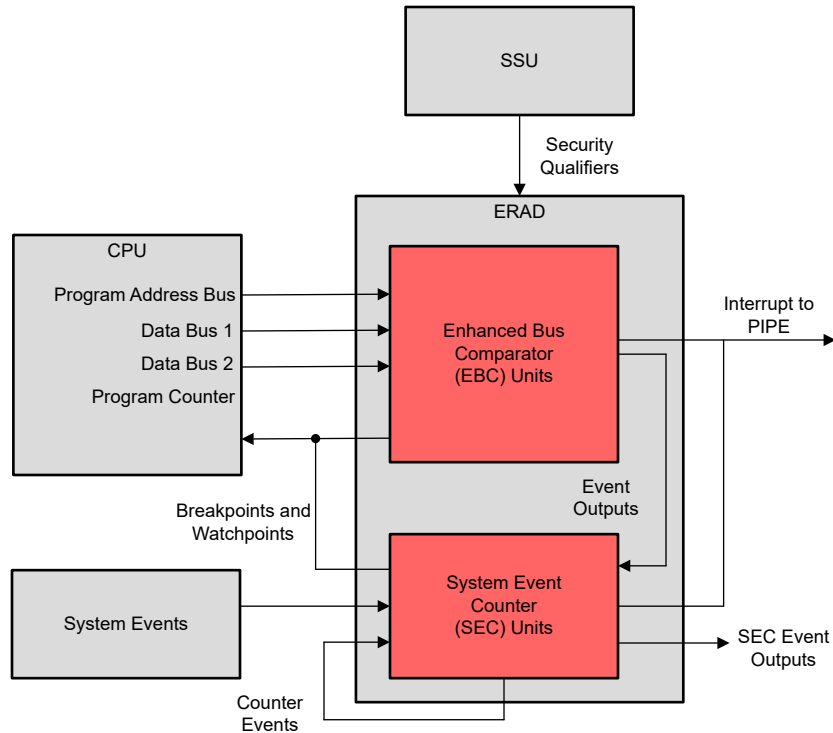 SSU
Security
Qualifiers
ERAD
CPU
Program Address Bus
Data Bus 1
Data Bus 2
Program Counter
Enhanced Bus
Comparator
(EBC) Units
Interrupt to
PIPE
Breakpoints and
Watchpoints
Event
Outputs
System Events
System Event
Counter
(SEC) Units
SEC Event
Outputs
Counter
Events